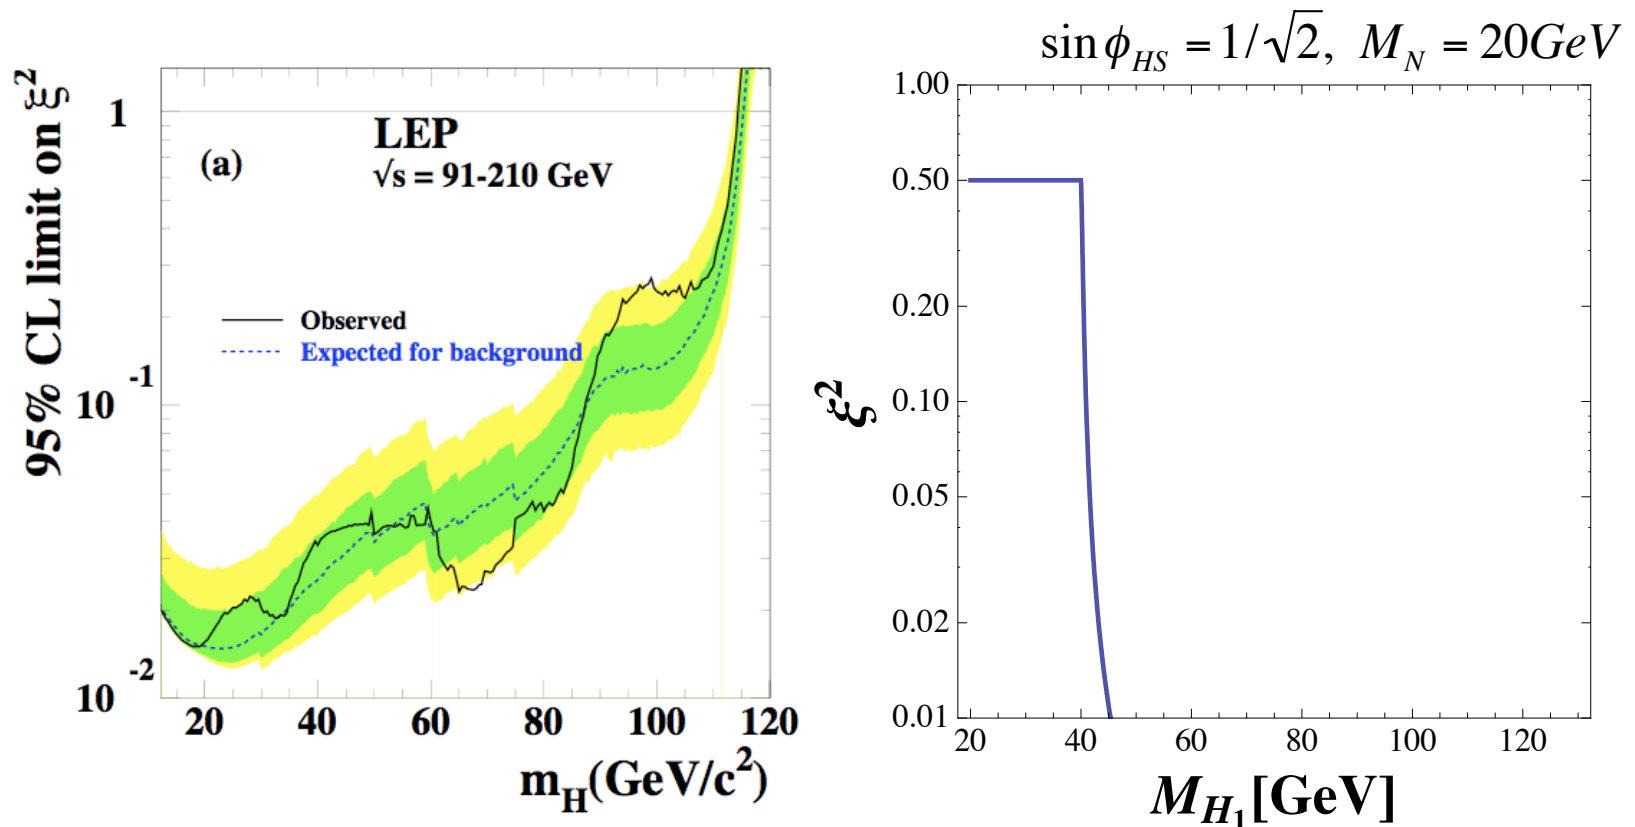 95% CL limit on ξ²
1
10⁻¹
10⁻²
(a)
LEP
√s = 91-210 GeV
Observed
Expected for background
20 40 60 80 100 120
m_H(GeV/c²)
sin ϕ_HS = 1/√2, M_N = 20GeV
ξ²
1.00
0.50
0.20
0.10
0.05
0.02
0.01
20 40 60 80 100 120
M_H₁[GeV]